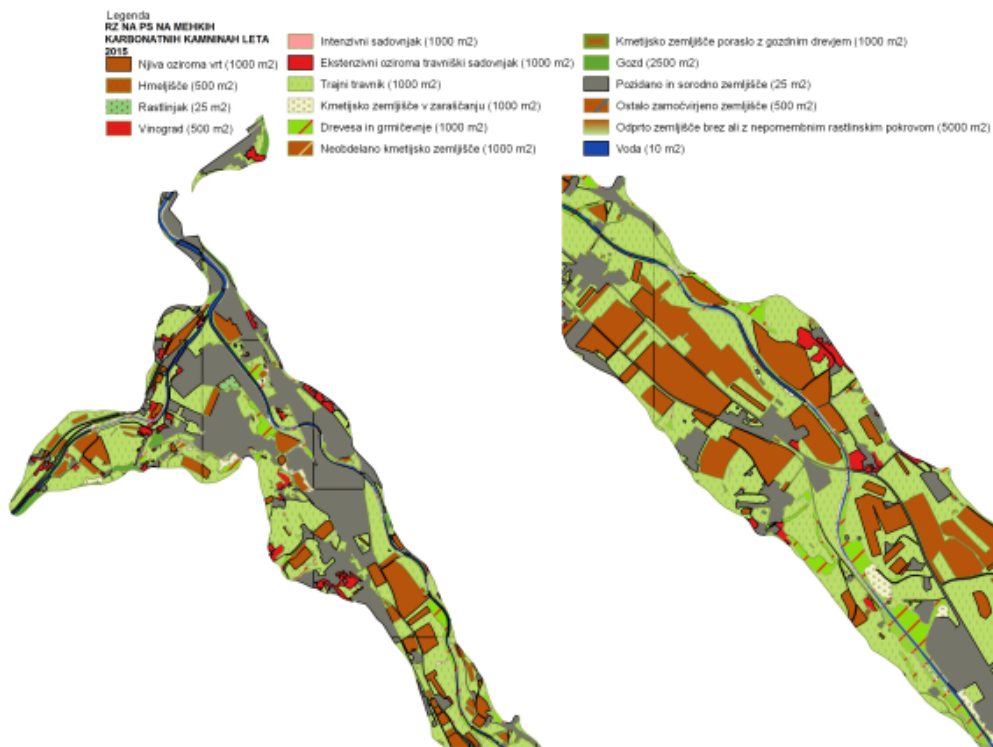 Legenda
RZ NA PS NA MEHKIH
KARBONATNIH KAMNINAH LETA
2015
Njiva oziroma vrt (1000 m2)
Hmeljišče (500 m2)
Rastlinjak (25 m2)
Vinograd (500 m2)
Intenzivni sadovnjak (1000 m2)
Ekstenzivni oziroma travniški sadovnjak (1000 m2)
Trajni travnik (1000 m2)
Kmetijsko zemljišče v zaraščanju (1000 m2)
Drevesa in grmičevje (1000 m2)
Neobdelano kmetijsko zemljišče (1000 m2)
Kmetijsko zemljišče poraslo z gozdnim drevjem (1000 m2)
Gozd (2500 m2)
Pozidano in sorodno zemljišče (25 m2)
Ostalo zamočvirjeno zemljišče (500 m2)
Odprto zemljišče brez ali z nepomembnim rastlinskim pokrovom (5000 m2)
Voda (10 m2)